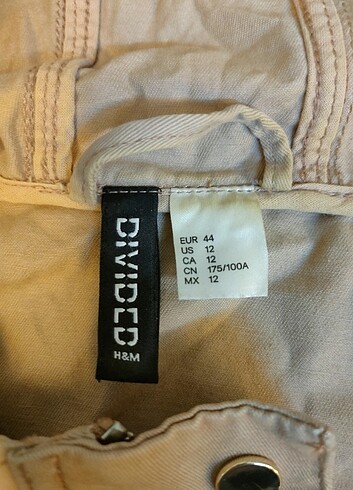 DIVIDED
H&M
EUR 44
US 12
CA 12
CN 175/100A
MX 12